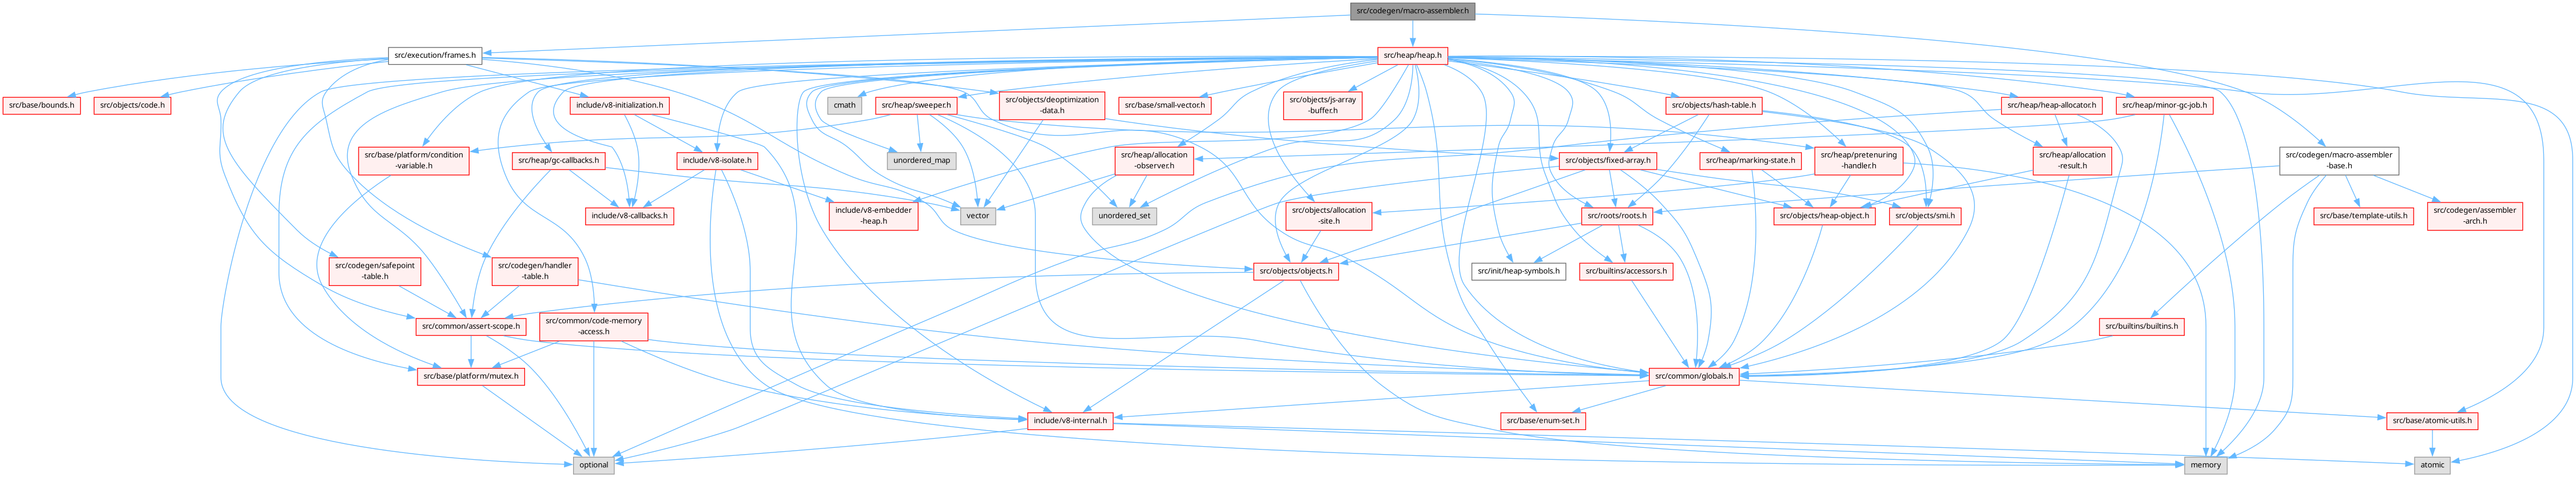 src/codegen/macro-assembler.h
src/execution/frames.h
src/heap/heap.h
src/base/bounds.h
src/objects/code.h
include/v8-initialization.h
cmath
src/heap/sweeper.h
src/objects/deoptimization
-data.h
src/base/small-vector.h
src/objects/js-array
-buffer.h
src/objects/hash-table.h
src/heap/heap-allocator.h
src/heap/minor-gc-job.h
src/base/platform/condition
-variable.h
src/heap/gc-callbacks.h
include/v8-isolate.h
unordered_map
src/heap/allocation
-observer.h
src/objects/fixed-array.h
src/heap/marking-state.h
src/heap/pretenuring
-handler.h
src/heap/allocation
-result.h
src/codegen/macro-assembler
-base.h
include/v8-callbacks.h
include/v8-embedder
-heap.h
vector
unordered_set
src/objects/allocation
-site.h
src/roots/roots.h
src/objects/heap-object.h
src/objects/smi.h
src/base/template-utils.h
src/codegen/assembler
-arch.h
src/codegen/safepoint
-table.h
src/codegen/handler
-table.h
src/objects/objects.h
src/init/heap-symbols.h
src/builtins/accessors.h
src/common/assert-scope.h
src/common/code-memory
-access.h
src/builtins/builtins.h
src/base/platform/mutex.h
src/common/globals.h
include/v8-internal.h
src/base/enum-set.h
src/base/atomic-utils.h
optional
memory
atomic